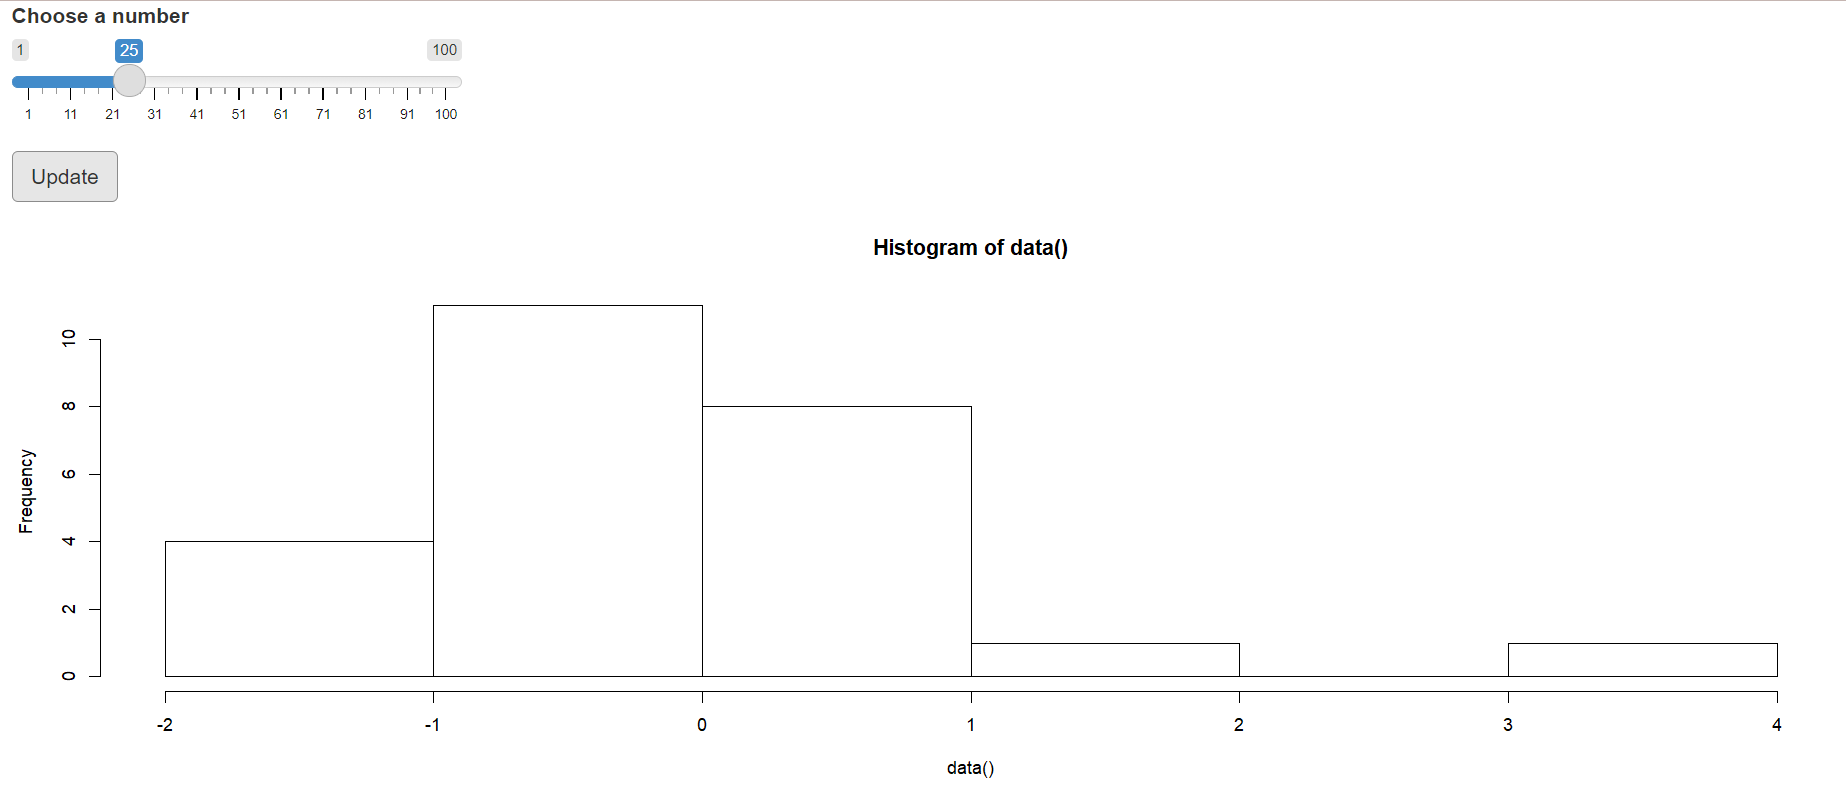 Choose a number
1 25 100
1 11 21 31 41 51 61 71 81 91 100
Update
Histogram of data()
Frequency
10
8
6
4
2
0
-2 -1 0 1 2 3 4
data()